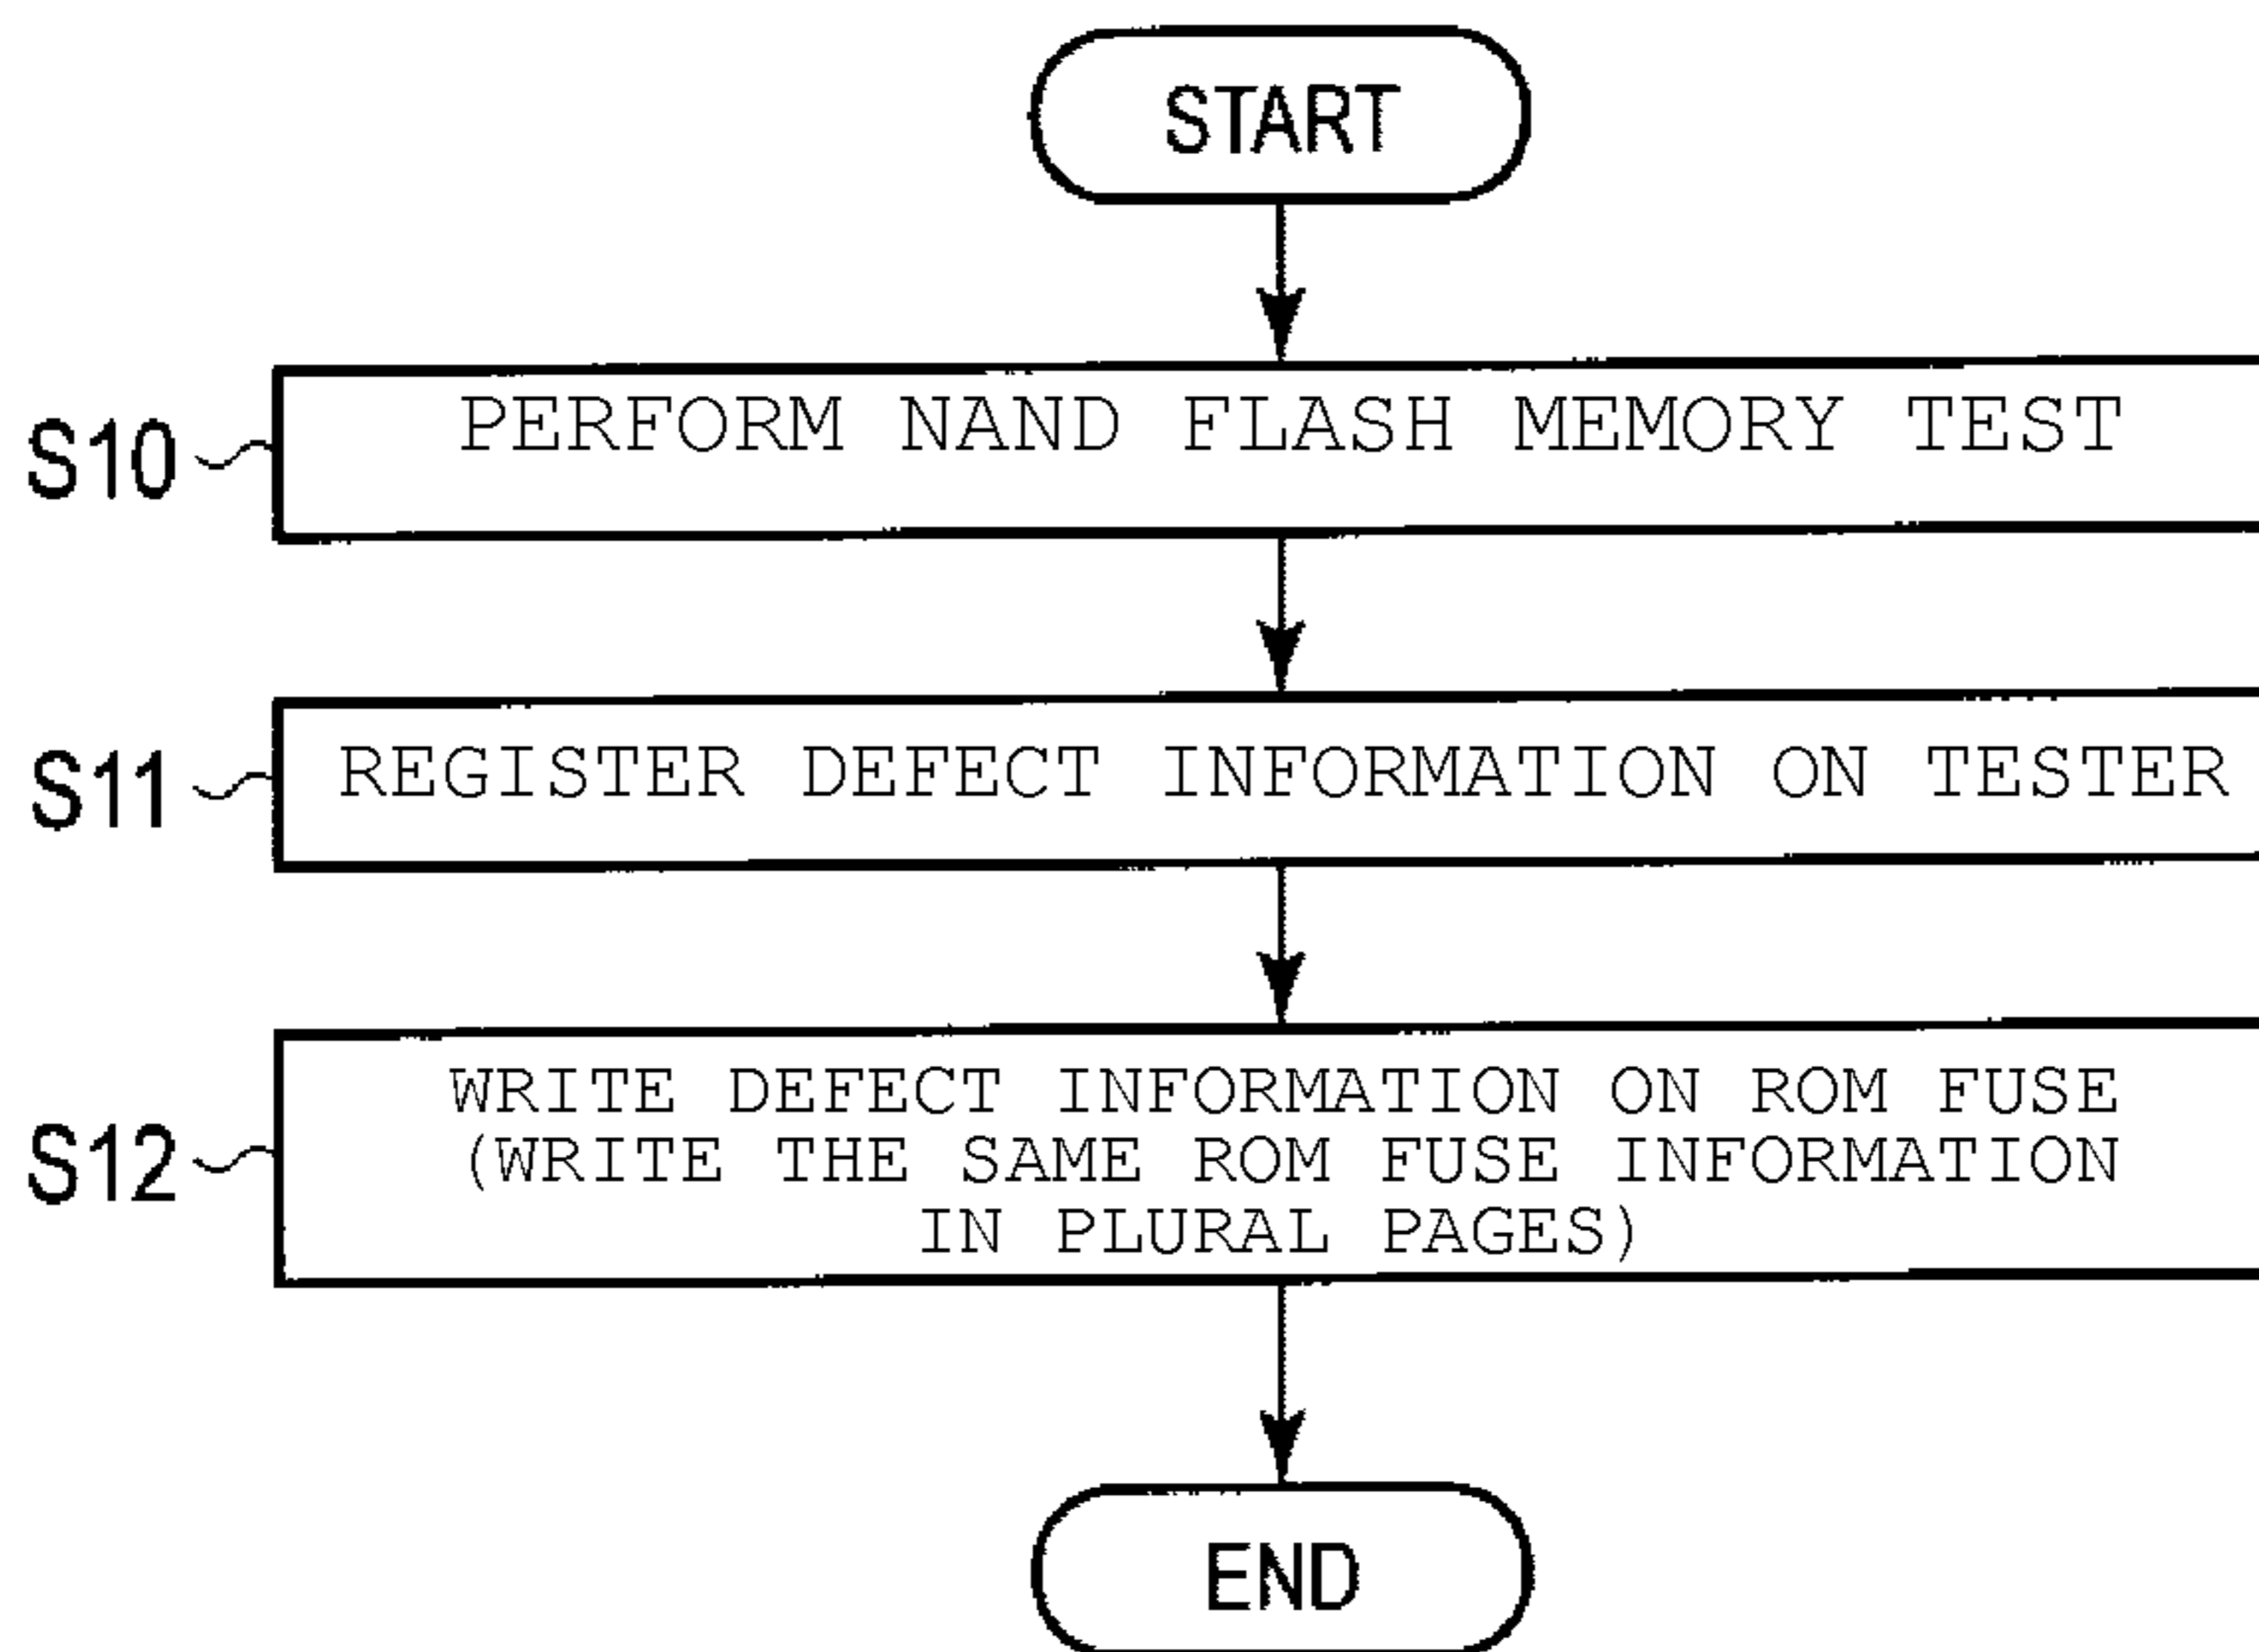 START
S10
PERFORM NAND FLASH MEMORY TEST
S11
REGISTER DEFECT INFORMATION ON TESTER
S12
WRITE DEFECT INFORMATION ON ROM FUSE
(WRITE THE SAME ROM FUSE INFORMATION
IN PLURAL PAGES)
END